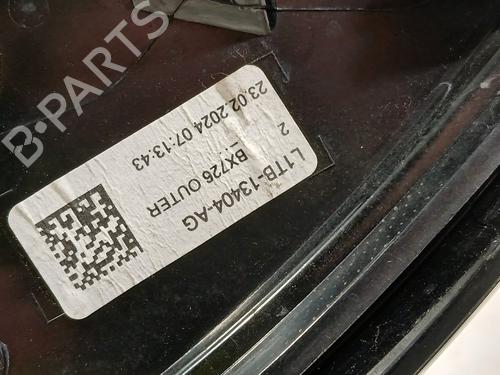 B-PARTS
L1TB-13404-AG
2
BX726 OUTER
23.02.2024 07:13:43